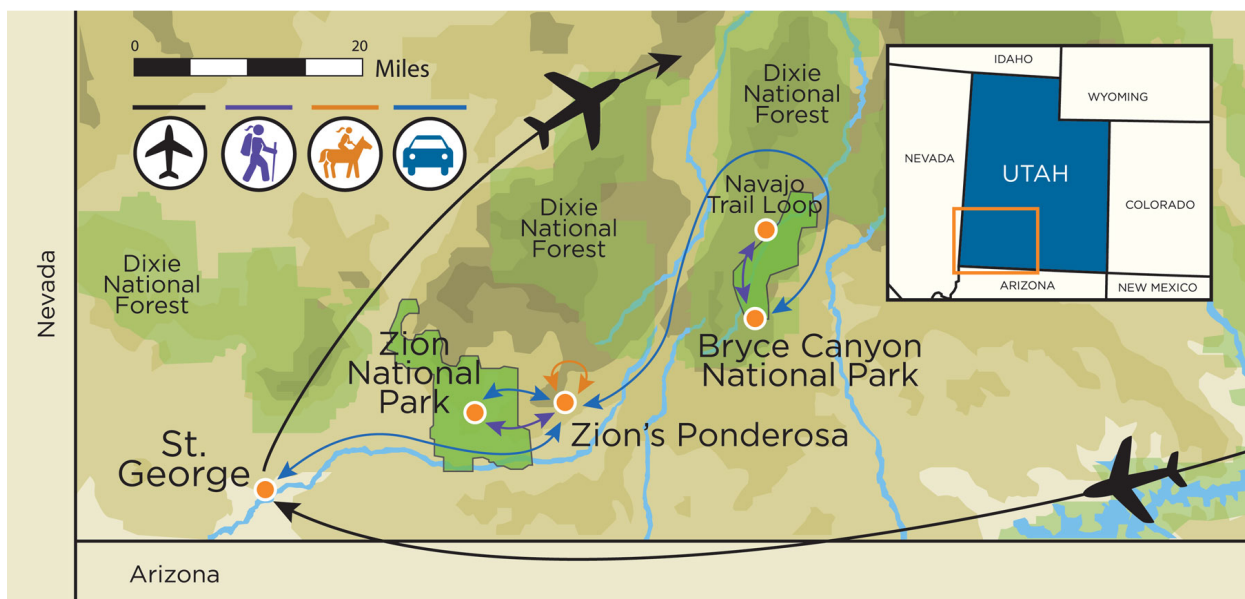 0 20
Miles
Nevada
Dixie
National
Forest
Dixie
National
Forest
Dixie
National
Forest
Navajo
Trail Loop
Zion
National
Park
Bryce Canyon
National Park
Zion's Ponderosa
St.
George
Arizona
IDAHO
WYOMING
NEVADA
UTAH
COLORADO
ARIZONA
NEW MEXICO